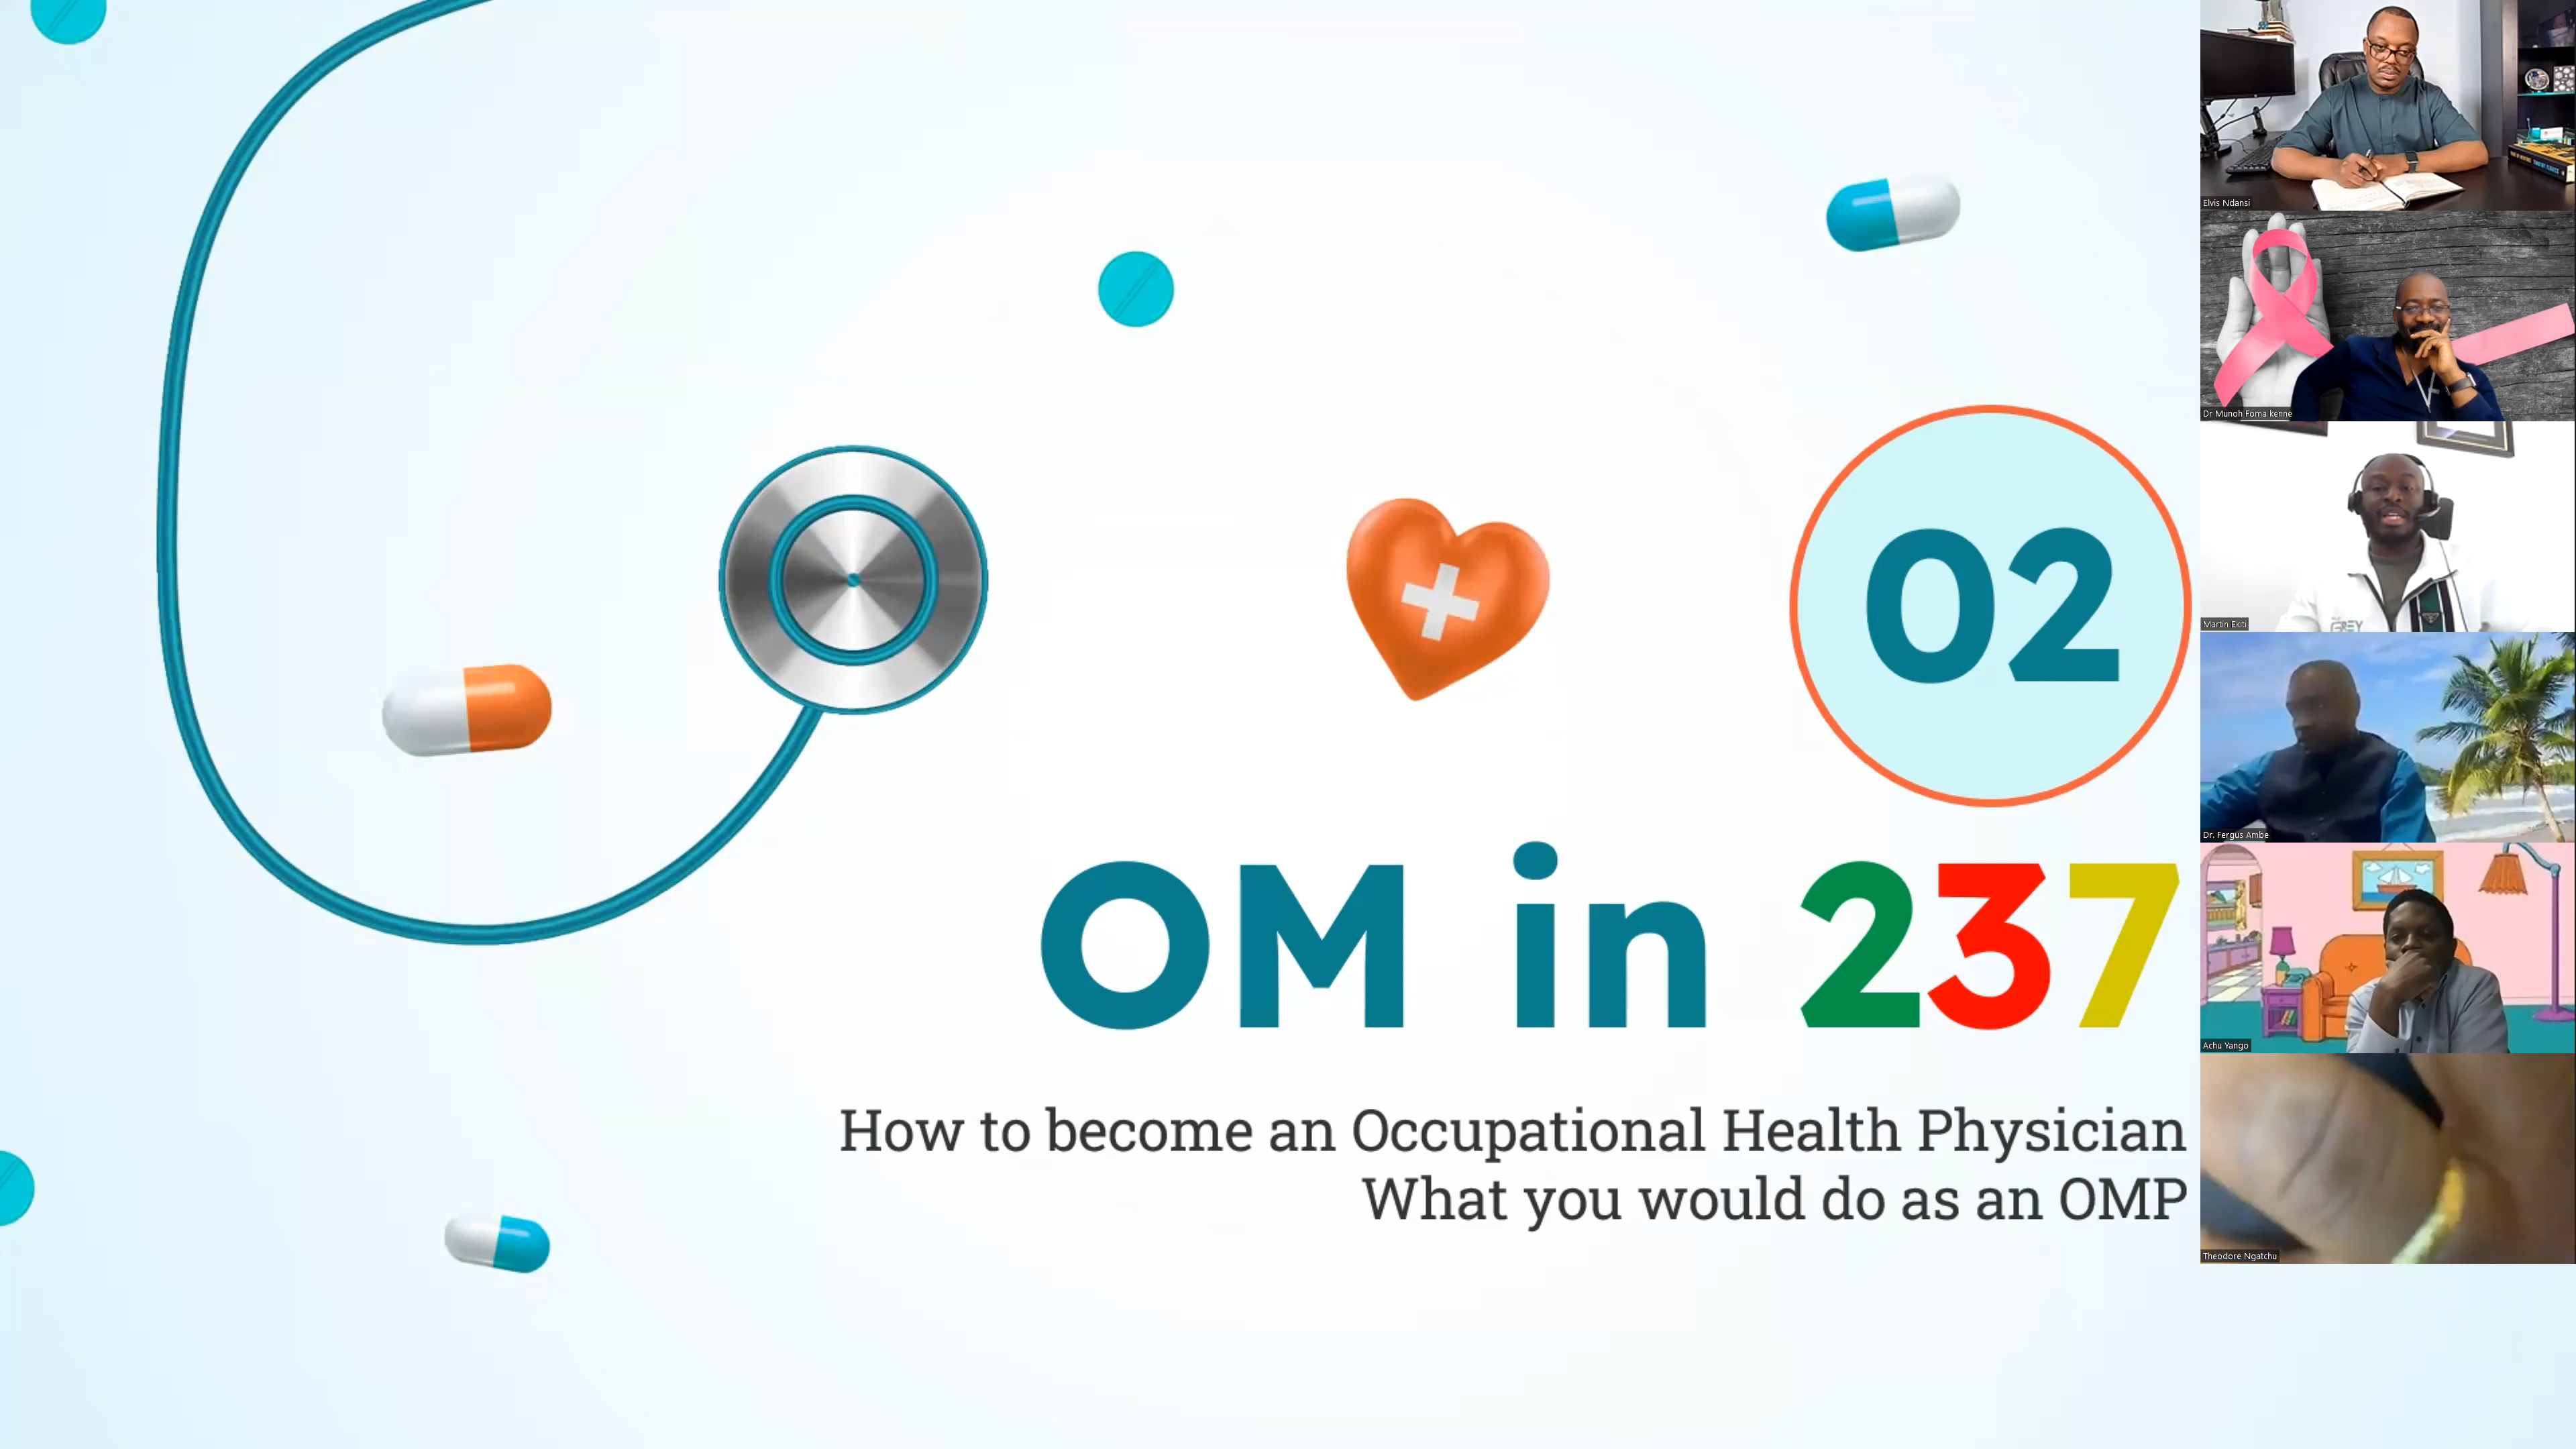 02
OM in 237
How to become an Occupational Health Physician
What you would do as an OMP
Elvis Ndansi
Dr Munoh Foma kenne
Martin Ekiti
GREY
Dr. Fergus Ambe
Achu Yango
Theodore Ngatchu